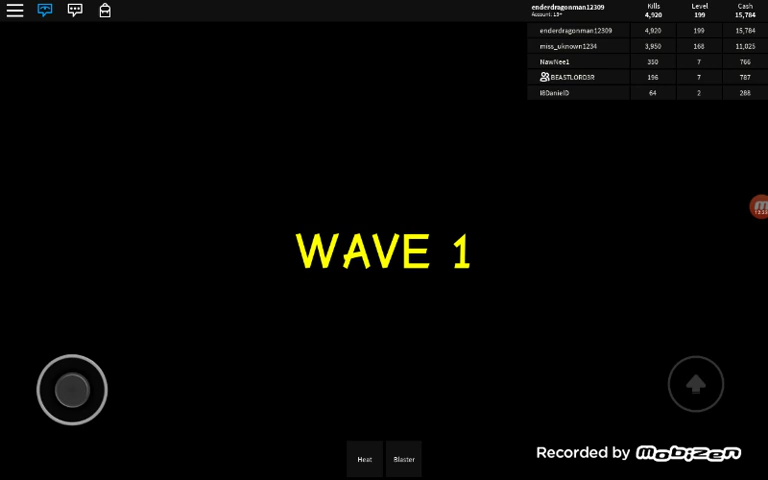 enderdragonman12309 Kills Level Cash
Account: 13+ 4,920 199 15,784
enderdragonman12309 4,920 199 15,784
miss_uknown1234 3,950 168 11,025
NawNee1 350 7 766
BEASTLORD3R 196 7 787
I8DanielD 64 2 288
WAVE 1
Heat Blaster
Recorded by mobizen